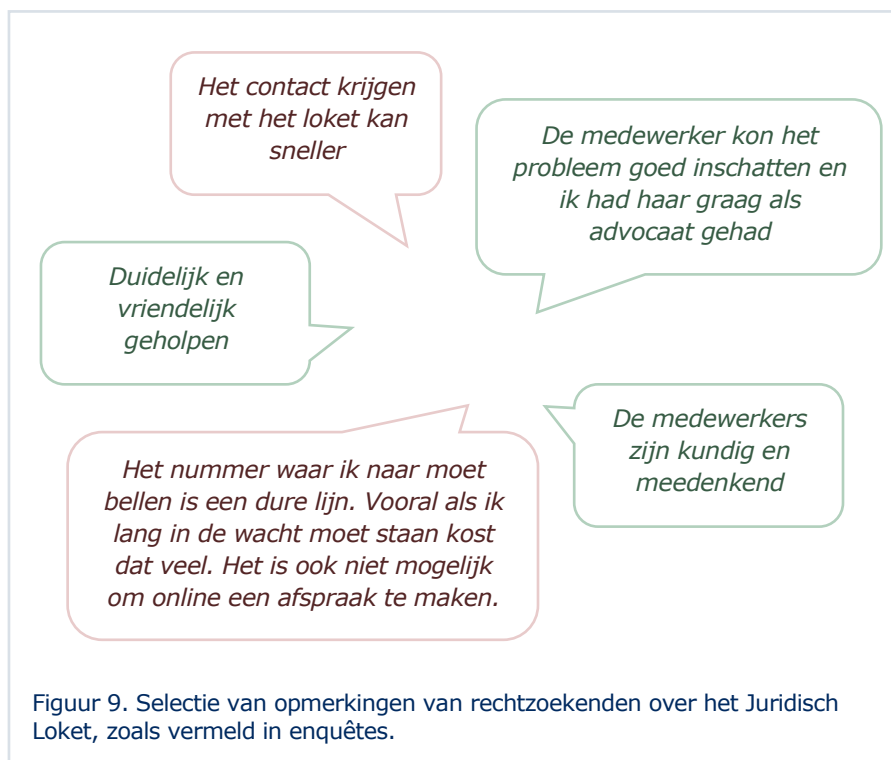 Het contact krijgen
met het loket kan
sneller
De medewerker kon het
probleem goed inschatten en
ik had haar graag als
advocaat gehad
Duidelijk en
vriendelijk
geholpen
De medewerkers
zijn kundig en
meedenkend
Het nummer waar ik naar moet
bellen is een dure lijn. Vooral als ik
lang in de wacht moet staan kost
dat veel. Het is ook niet mogelijk
om online een afspraak te maken.
Figuur 9. Selectie van opmerkingen van rechtzoekenden over het Juridisch
Loket, zoals vermeld in enquêtes.